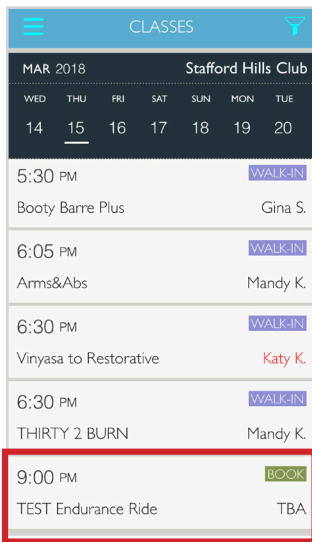 CLASSES
MAR 2018 Stafford Hills Club
WED THU FRI SAT SUN MON TUE
14 15 16 17 18 19 20
5:30 PM WALK-IN
Booty Barre Plus Gina S.
6:05 PM WALK-IN
Arms&Abs Mandy K.
6:30 PM WALK-IN
Vinyasa to Restorative Katy K.
6:30 PM WALK-IN
THIRTY 2 BURN Mandy K.
9:00 PM BOOK
TEST Endurance Ride TBA